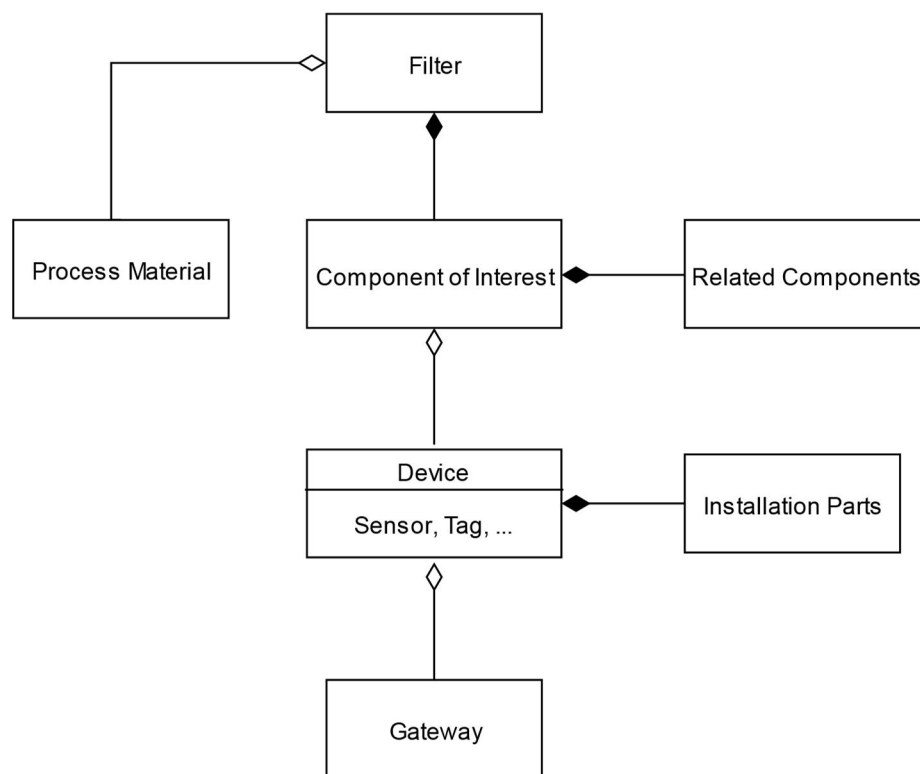 Filter
Process Material
Component of Interest
Related Components
Device
Sensor, Tag, ...
Installation Parts
Gateway